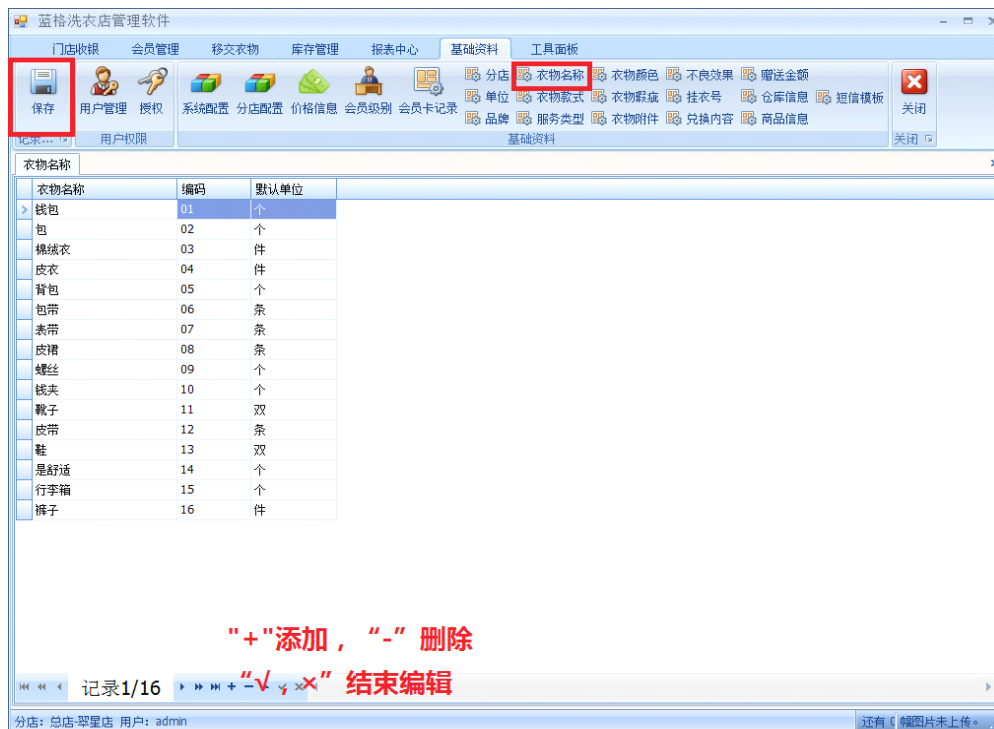 蓝格洗衣店管理软件
门店收银 会员管理 移交衣物 库存管理 报表中心 基础资料 工具面板
保存 用户管理 授权 系统配置 分店配置 价格信息 会员级别 会员卡记录 关闭
分店 衣物名称 衣物颜色 不良效果 赠送金额
单位 衣物款式 衣物瑕疵 挂衣号 仓库信息 短信模板
品牌 服务类型 衣物附件 兑换内容 商品信息
记录... 用户权限 基础资料 关闭
衣物名称
衣物名称 编码 默认单位
钱包 01 个
包 02 个
棉绒衣 03 件
皮衣 04 件
背包 05 个
包带 06 条
表带 07 条
皮裙 08 条
螺丝 09 个
钱夹 10 个
靴子 11 双
皮带 12 条
鞋 13 双
是舒适 14 个
行李箱 15 个
裤子 16 件
"+"添加，“-”删除
“√，×”结束编辑
记录1/16
分店：总店-翠星店 用户：admin
还有 幅图片未上传。